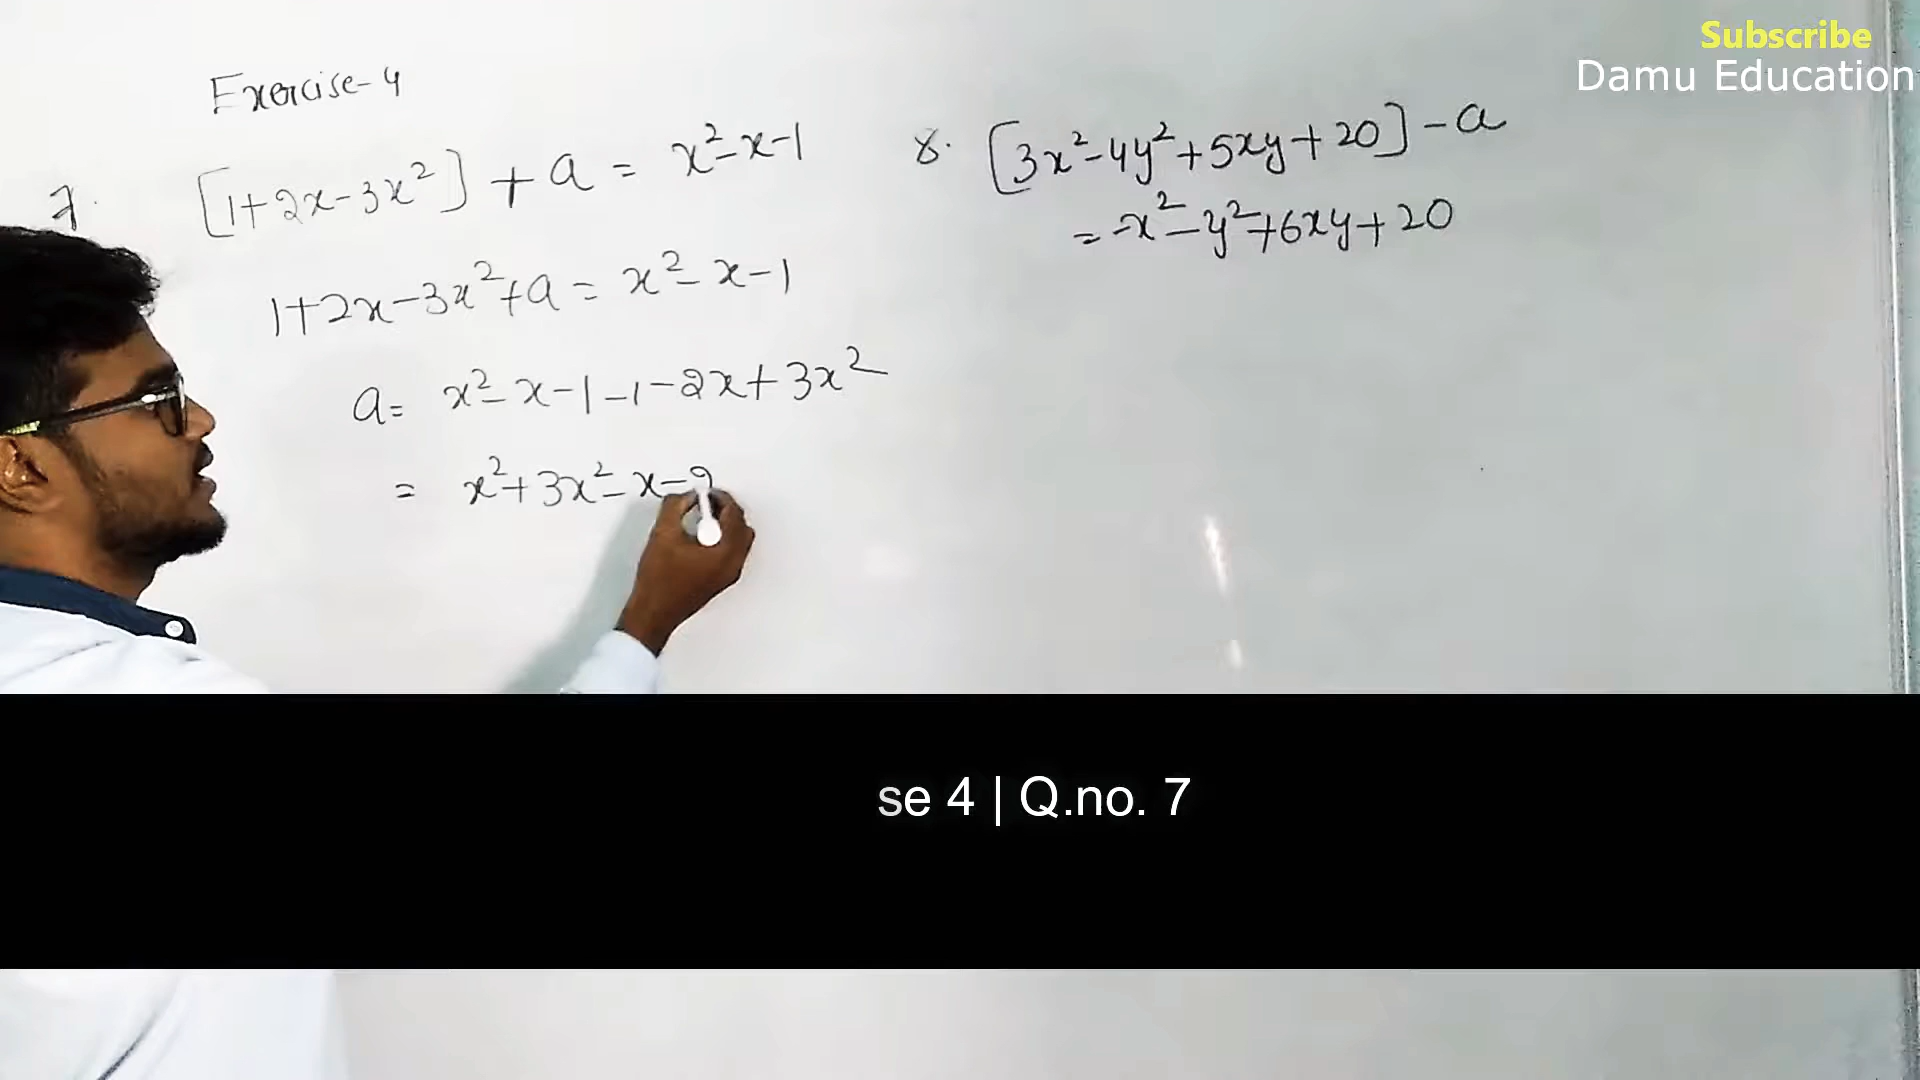 Subscribe
Damu Education
Exercise-4
7. [1+2x-3x²] + a = x²-x-1
1+2x-3x²+a = x²-x-1
a= x²-x-1-1-2x+3x²
= x²+3x²-x-2
8. [3x²-4y²+5xy+20]-a
= -x²-y²+6xy+20
se 4 | Q.no. 7